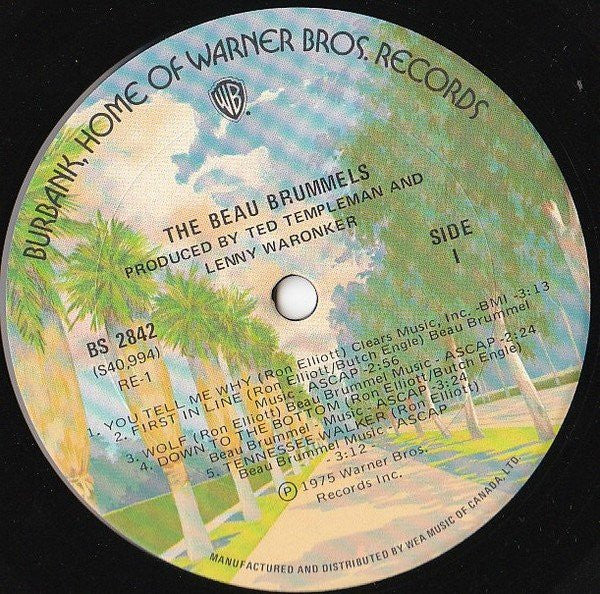 BURBANK, HOME OF WARNER BROS. RECORDS
WB
THE BEAU BRUMMELS
PRODUCED BY TED TEMPLEMAN AND
LENNY WARONKER
SIDE
1
BS 2842
(S40,994)
RE-1
1. YOU TELL ME WHY (Ron Elliott) Clears Music, Inc. -BMI -3:13
2. FIRST IN LINE (Ron Elliott/Butch Engle) Beau Brummel
Music - ASCAP -2:56
3. WOLF (Ron Elliott) Beau Brummel Music - ASCAP -2:24
4. DOWN TO THE BOTTOM (Ron Elliott/Butch Engle)
Beau Brummel Music - ASCAP -3:24
5. TENNESSEE WALKER (Ron Elliott)
Beau Brummel Music - ASCAP
- 3:12 -
℗ 1975 Warner Bros.
Records Inc.
MANUFACTURED AND DISTRIBUTED BY WEA MUSIC OF CANADA, LTD.